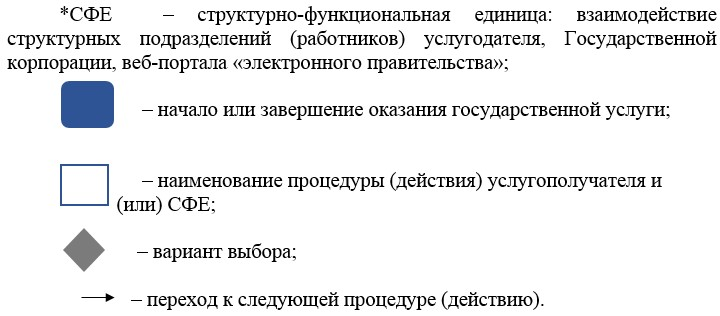 *СФЕ – структурно-функциональная единица: взаимодействие
структурных подразделений (работников) услугодателя, Государственной
корпорации, веб-портала «электронного правительства»;
– начало или завершение оказания государственной услуги;
– наименование процедуры (действия) услугополучателя и
(или) СФЕ;
– вариант выбора;
– переход к следующей процедуре (действию).